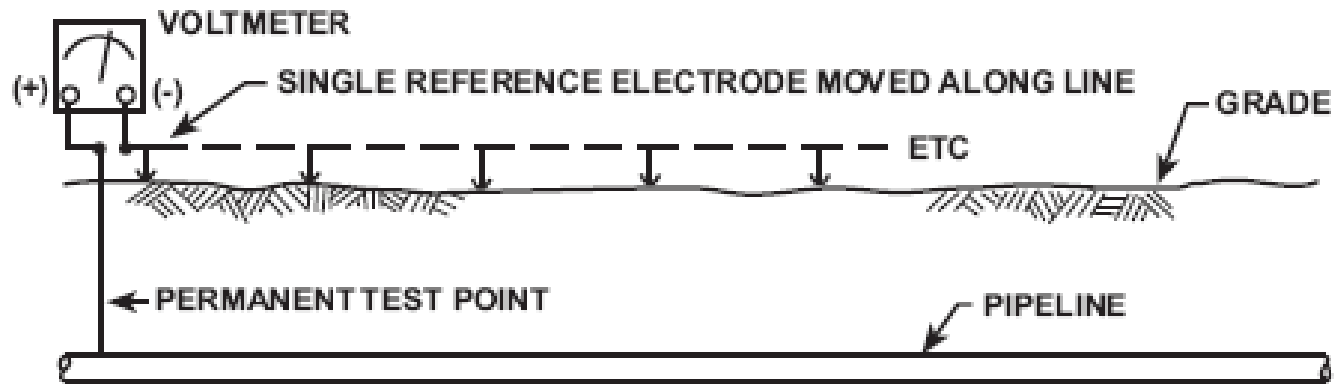 VOLTMETER
(+) (-)
SINGLE REFERENCE ELECTRODE MOVED ALONG LINE
GRADE
ETC
PERMANENT TEST POINT
PIPELINE